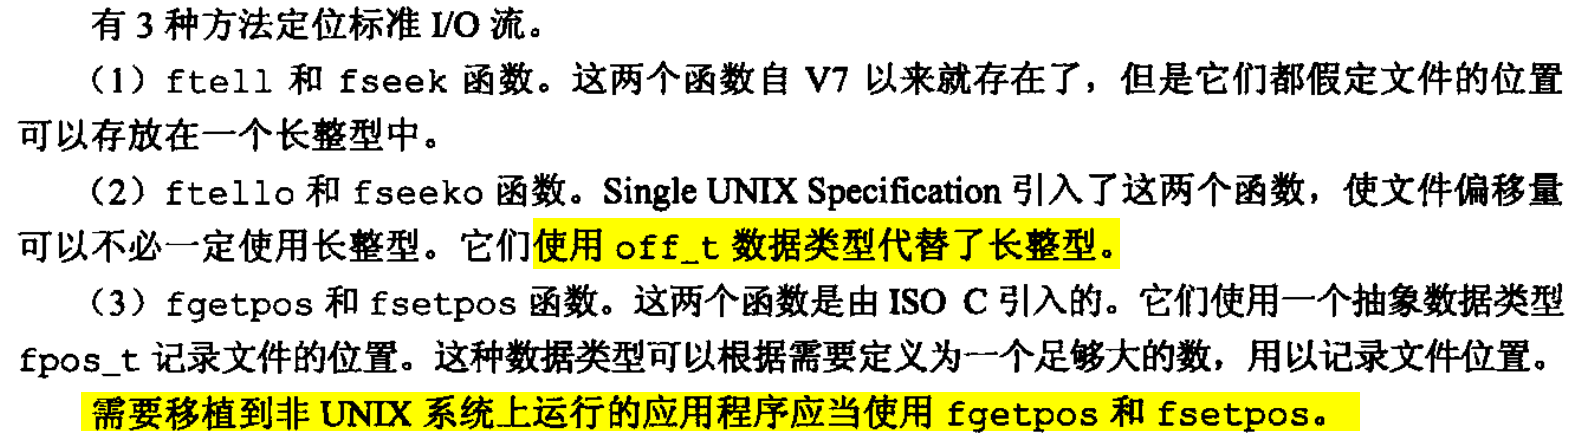 有 3 种方法定位标准 I/O 流。
（1）ftell 和 fseek 函数。这两个函数自 V7 以来就存在了，但是它们都假定文件的位置
可以存放在一个长整型中。
（2）ftello 和 fseeko 函数。Single UNIX Specification 引入了这两个函数，使文件偏移量
可以不必一定使用长整型。它们使用 off_t 数据类型代替了长整型。
（3）fgetpos 和 fsetpos 函数。这两个函数是由 ISO C 引入的。它们使用一个抽象数据类型
fpos_t 记录文件的位置。这种数据类型可以根据需要定义为一个足够大的数，用以记录文件位置。
需要移植到非 UNIX 系统上运行的应用程序应当使用 fgetpos 和 fsetpos。